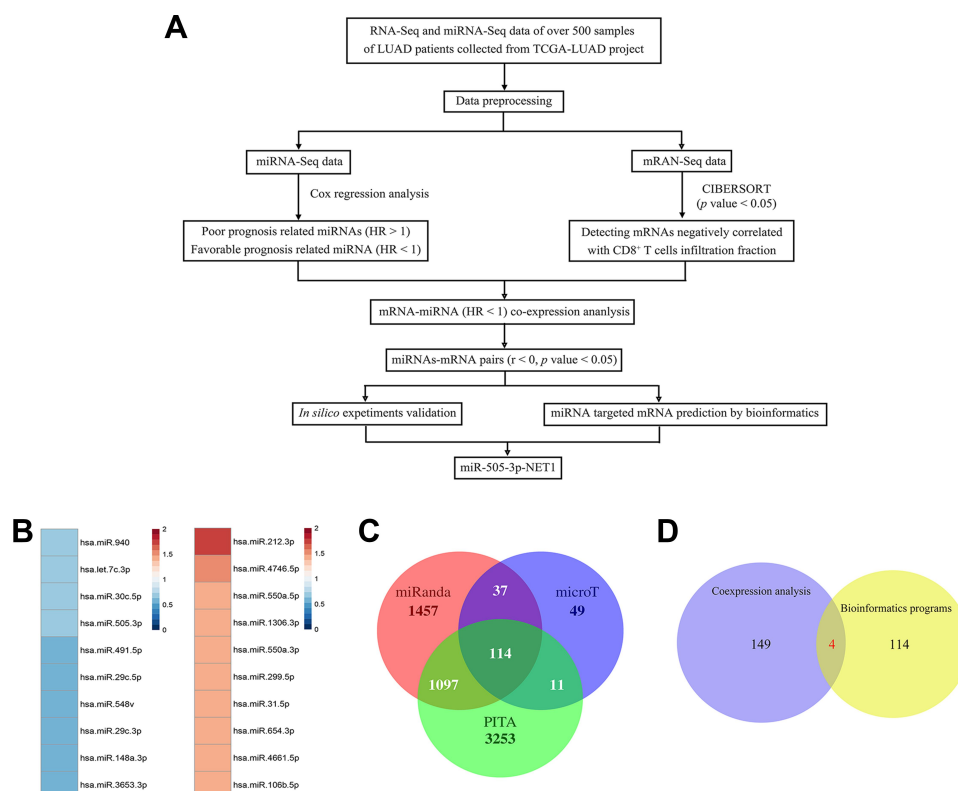 A
RNA-Seq and miRNA-Seq data of over 500 samples
of LUAD patients collected from TCGA-LUAD project
Data preprocessing
miRNA-Seq data
mRAN-Seq data
Cox regression analysis
CIBERSORT
(p value < 0.05)
Poor prognosis related miRNAs (HR > 1)
Favorable prognosis related miRNA (HR < 1)
Detecting mRNAs negatively correlated
with CD8⁺ T cells infiltration fraction
mRNA-miRNA (HR < 1) co-expression ananlysis
miRNAs-mRNA pairs (r < 0, p value < 0.05)
In silico expetiments validation
miRNA targeted mRNA prediction by bioinformatics
miR-505-3p-NET1
B
hsa.miR.940
hsa.let.7c.3p
hsa.miR.30c.5p
hsa.miR.505.3p
hsa.miR.491.5p
hsa.miR.29c.5p
hsa.miR.548v
hsa.miR.29c.3p
hsa.miR.148a.3p
hsa.miR.3653.3p
2
1.5
1
0.5
0
hsa.miR.212.3p
hsa.miR.4746.5p
hsa.miR.550a.5p
hsa.miR.1306.3p
hsa.miR.550a.3p
hsa.miR.299.5p
hsa.miR.31.5p
hsa.miR.654.3p
hsa.miR.4661.5p
hsa.miR.106b.5p
2
1.5
1
0.5
0
C
miRanda
1457
37
microT
49
114
1097
11
PITA
3253
D
Coexpression analysis
Bioinformatics programs
149
4
114